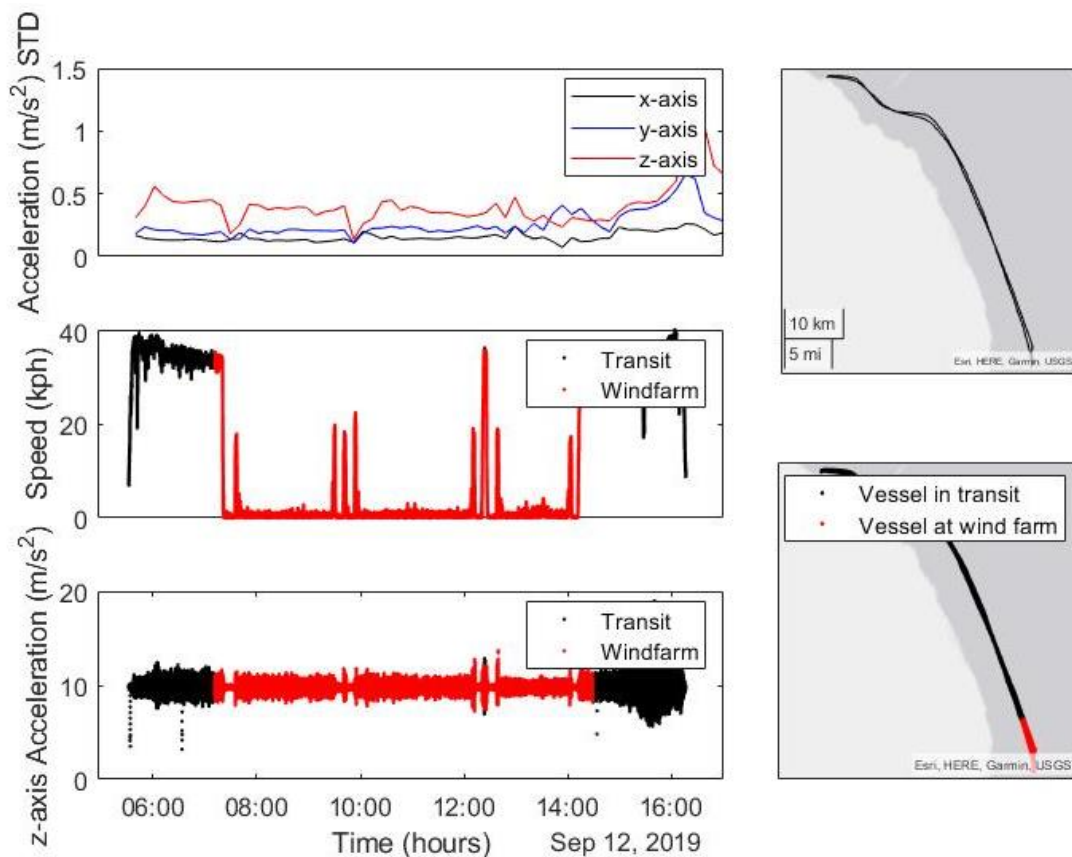 Acceleration (m/s²) STD
1.5
1
0.5
0
x-axis
y-axis
z-axis
Speed (kph)
40
20
0
Transit
Windfarm
z-axis Acceleration (m/s²)
20
10
0
Transit
Windfarm
06:00 08:00 10:00 12:00 14:00 16:00
Time (hours)
Sep 12, 2019
10 km
5 mi
Esri, HERE, Garmin, USGS
Vessel in transit
Vessel at wind farm
Esri, HERE, Garmin, USGS